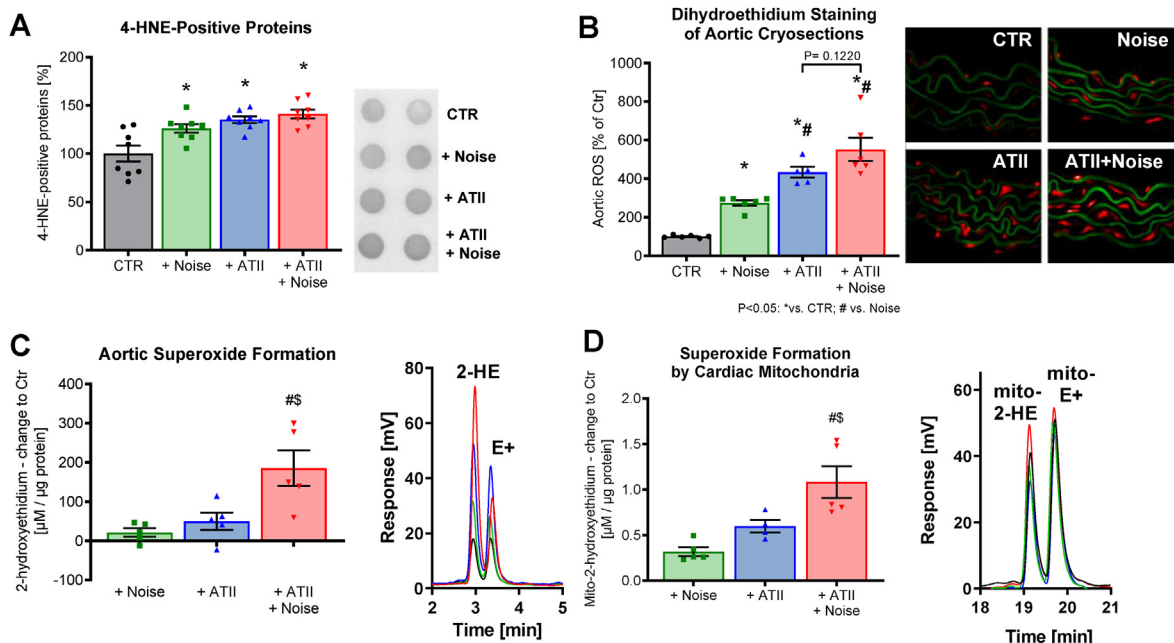 A
4-HNE-Positive Proteins
4-HNE-positive proteins [%]
200
150
100
50
0
*
*
*
CTR
+ Noise
+ ATII
+ ATII
+ Noise
CTR
+ Noise
+ ATII
+ ATII
+ Noise
B
Dihydroethidium Staining
of Aortic Cryosections
Aortic ROS [% of Ctr]
1000
800
600
400
200
0
P= 0.1220
*
*#
*#
CTR
+ Noise
+ ATII
+ ATII
+ Noise
P<0.05: *vs. CTR; # vs. Noise
CTR
Noise
ATII
ATII+Noise
C
Aortic Superoxide Formation
2-hydroxyethidium - change to Ctr
[µM / µg protein]
400
300
200
100
0
-100
#$
+ Noise
+ ATII
+ ATII
+ Noise
Response [mV]
80
60
40
20
0
2-HE
E+
2
3
4
5
Time [min]
D
Superoxide Formation
by Cardiac Mitochondria
Mito-2-hydroxyethidium - change to Ctr
[µM / µg protein]
2.0
1.5
1.0
0.5
0.0
#$
+ Noise
+ ATII
+ ATII
+ Noise
Response [mV]
60
40
20
0
mito-
2-HE
mito-
E+
18
19
20
21
Time [min]